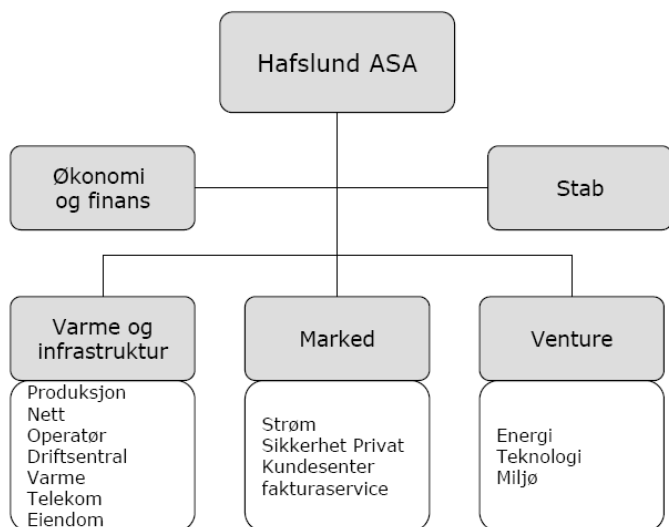 Hafslund ASA
Økonomi
og finans
Stab
Varme og
infrastruktur
Produksjon
Nett
Operatør
Driftsentral
Varme
Telekom
Eiendom
Marked
Strøm
Sikkerhet Privat
Kundesenter
fakturaservice
Venture
Energi
Teknologi
Miljø